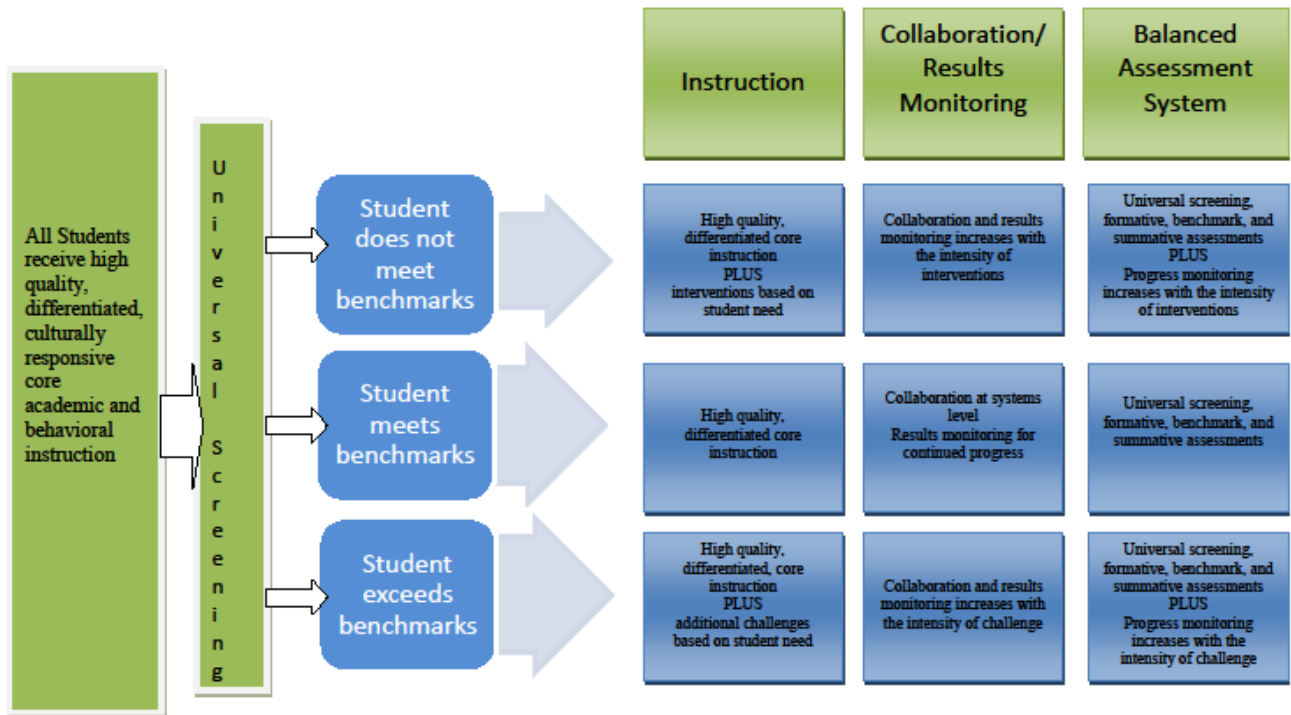 All Students
receive high
quality,
differentiated,
culturally
responsive
core
academic and
behavioral
instruction
Universal Screening
Student
does not
meet
benchmarks
Student
meets
benchmarks
Student
exceeds
benchmarks
Instruction
Collaboration/
Results
Monitoring
Balanced
Assessment
System
High quality,
differentiated core
instruction
PLUS
interventions based on
student need
Collaboration and results
monitoring increases with
the intensity of
interventions
Universal screening,
formative, benchmark, and
summative assessments
PLUS
Progress monitoring
increases with the intensity
of interventions
High quality,
differentiated core
instruction
Collaboration at systems
level
Results monitoring for
continued progress
Universal screening,
formative, benchmark, and
summative assessments
High quality,
differentiated, core
instruction
PLUS
additional challenges
based on student need
Collaboration and results
monitoring increases with
the intensity of challenge
Universal screening,
formative, benchmark, and
summative assessments
PLUS
Progress monitoring
increases with the
intensity of challenge